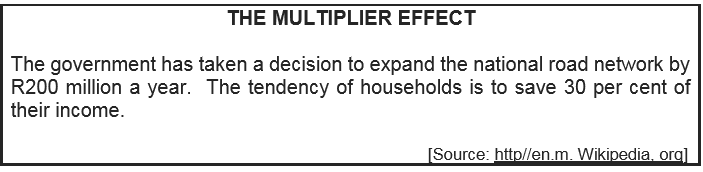 THE MULTIPLIER EFFECT
The government has taken a decision to expand the national road network by
R200 million a year. The tendency of households is to save 30 per cent of
their income.
[Source: http//en.m. Wikipedia, org]